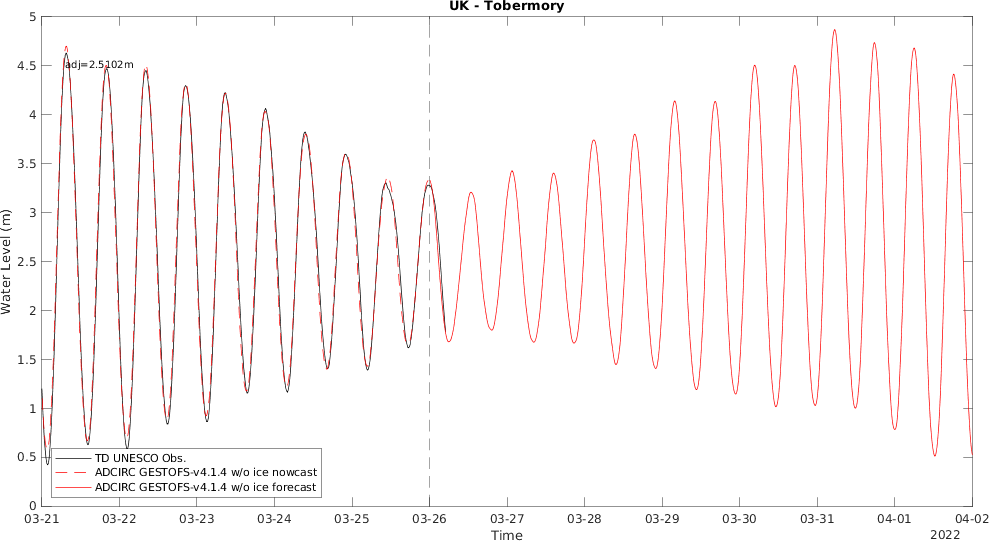 UK - Tobermory
5
4.5
4
3.5
3
2.5
2
1.5
1
0.5
0
Water Level (m)
adj=2.5102m
TD UNESCO Obs.
ADCIRC GESTOFS-v4.1.4 w/o ice nowcast
ADCIRC GESTOFS-v4.1.4 w/o ice forecast
03-21 03-22 03-23 03-24 03-25 03-26 03-27 03-28 03-29 03-30 03-31 04-01 04-02
Time
2022